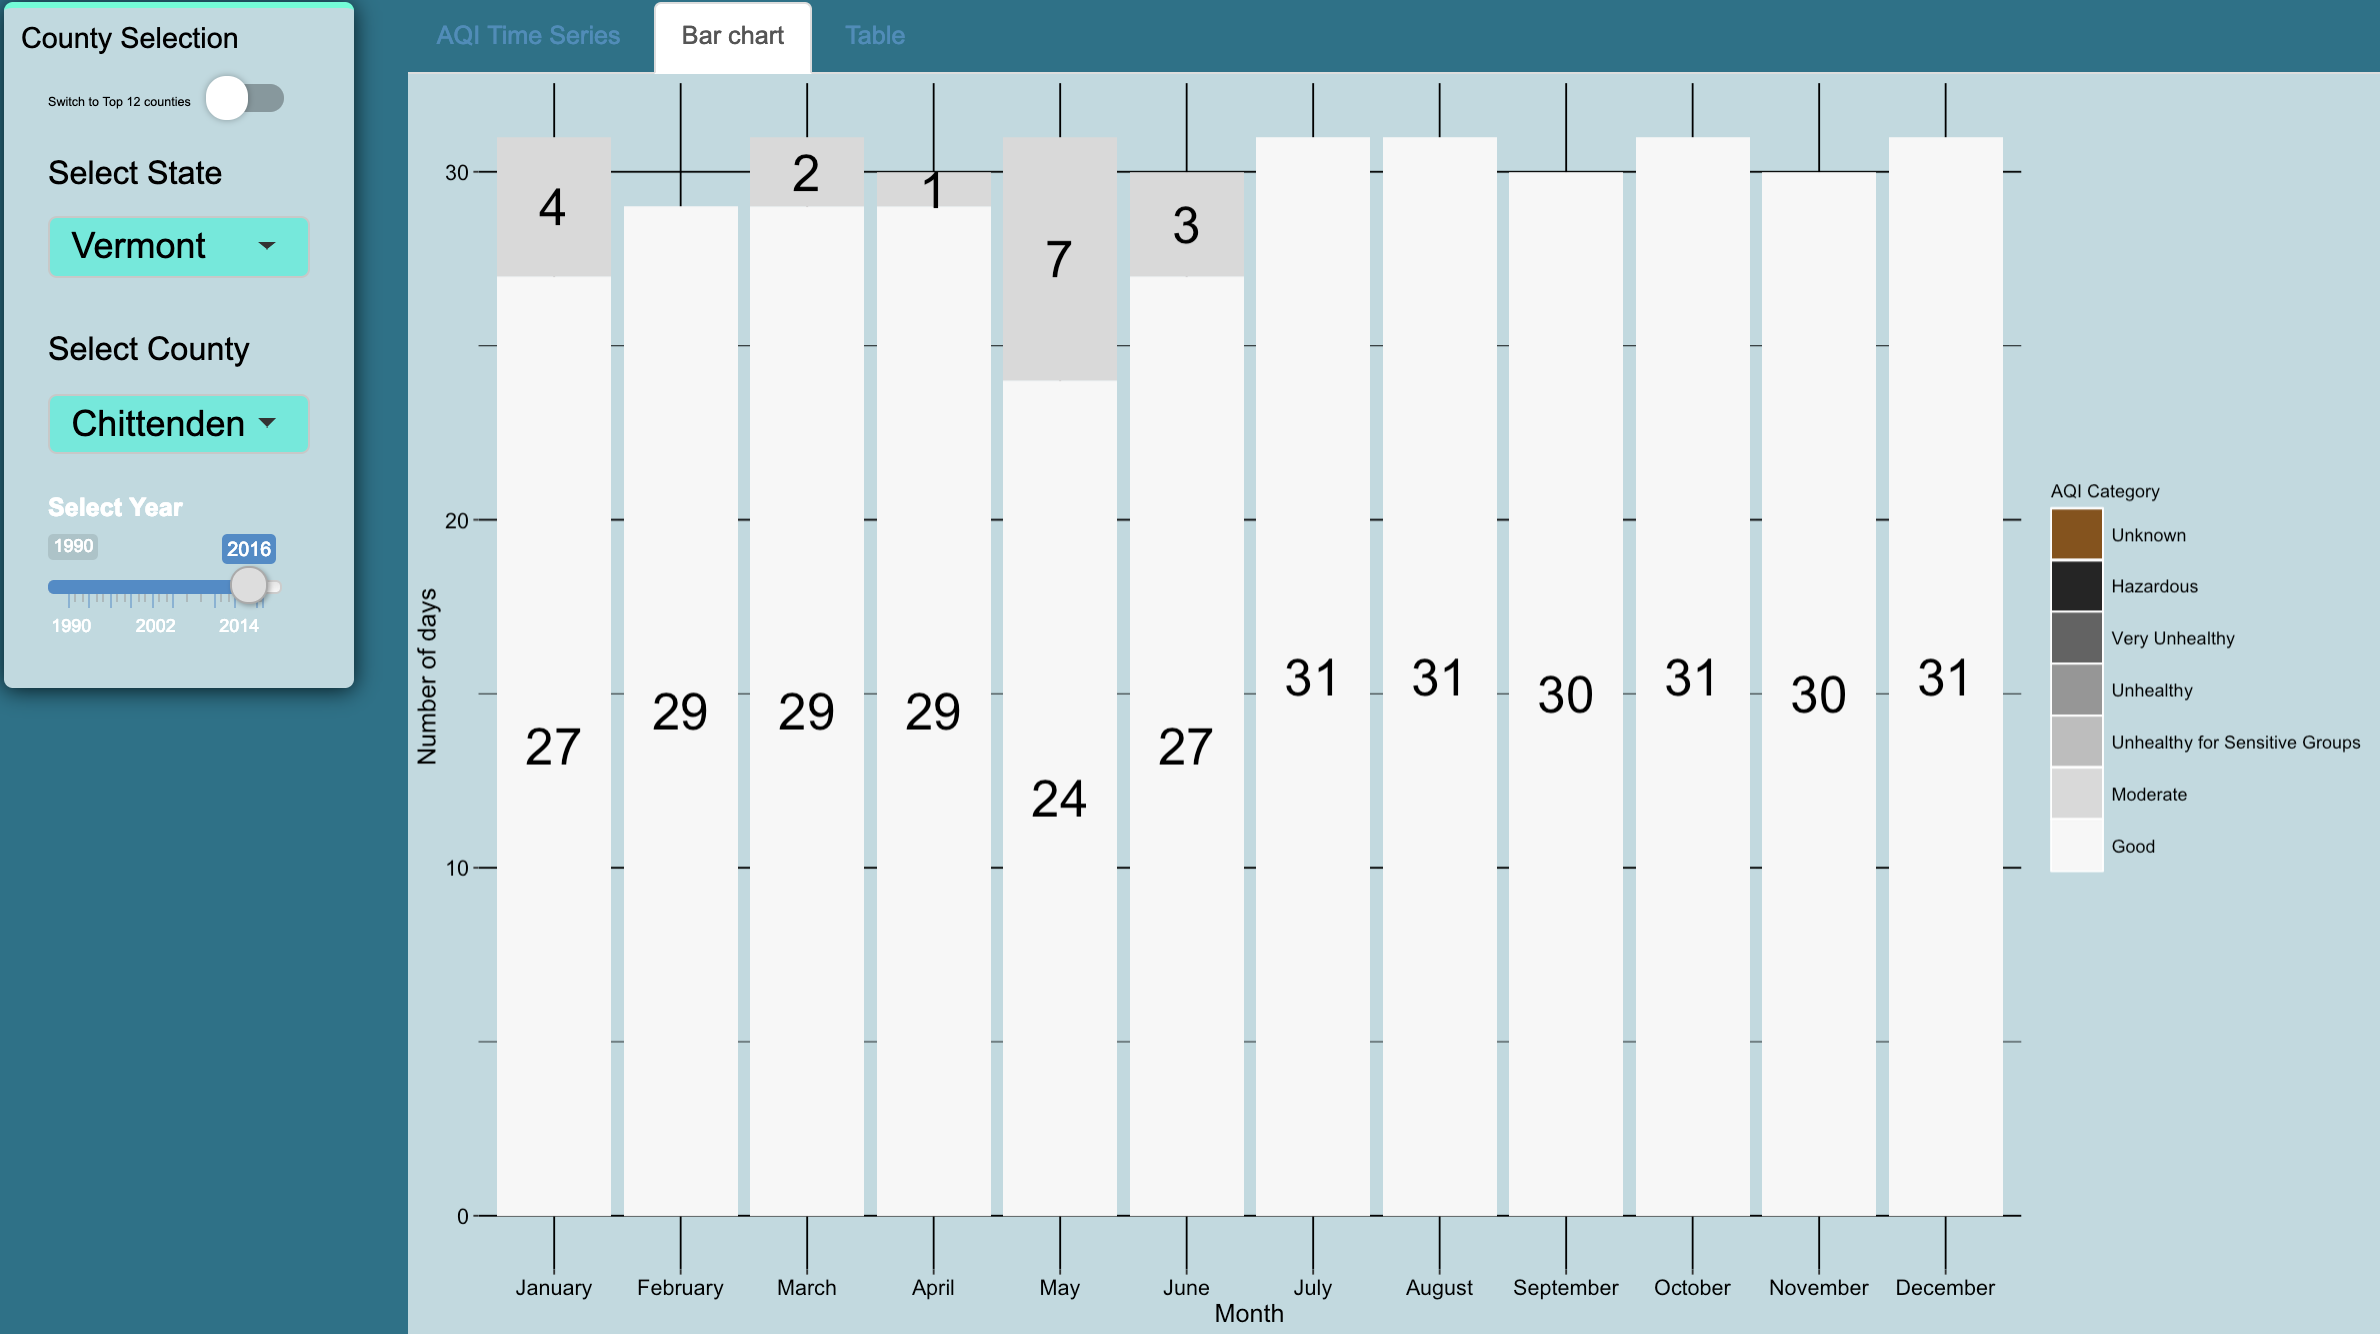 County Selection
Switch to Top 12 counties
Select State
Vermont
Select County
Chittenden
Select Year
1990
2016
1990 2002 2014
AQI Time Series
Bar chart
Table
Number of days
30
20
10
0
4 2 1 7 3
27 29 29 29 24 27 31 31 30 31 30 31
January February March April May June July August September October November December
Month
AQI Category
Unknown
Hazardous
Very Unhealthy
Unhealthy
Unhealthy for Sensitive Groups
Moderate
Good